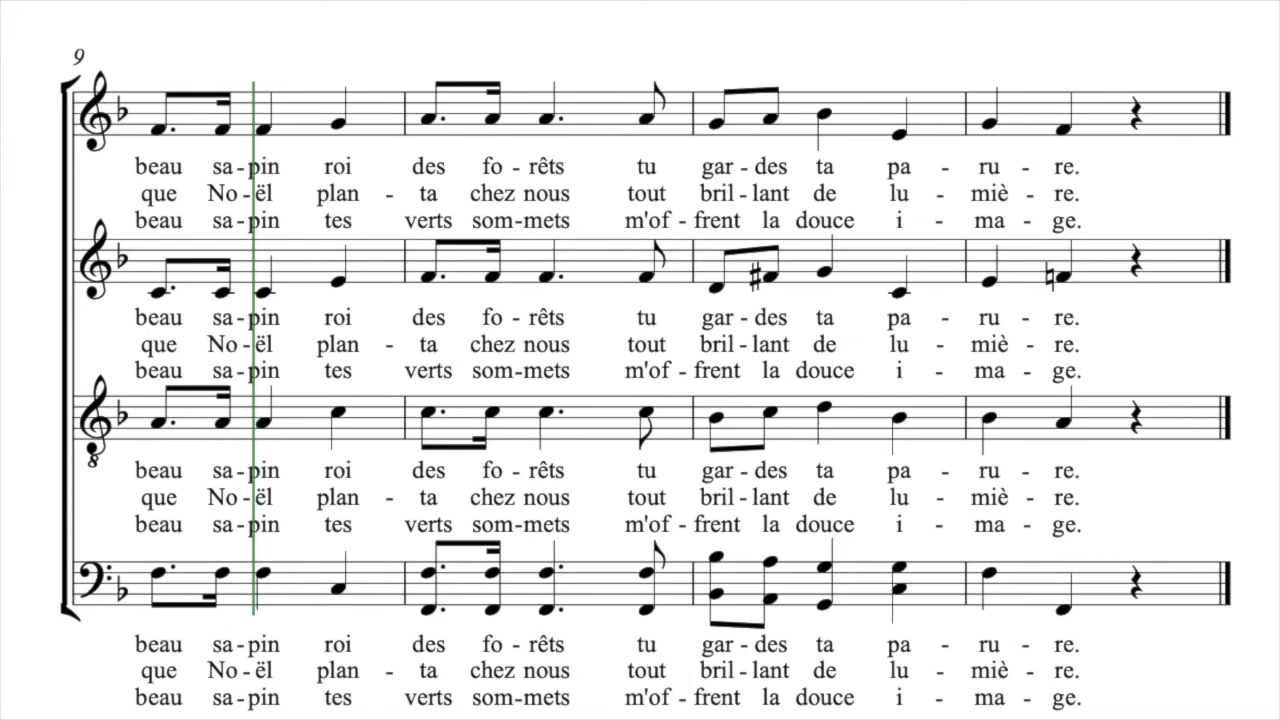 9
beau sa-pin roi des fo - rêts tu gar - des ta pa - ru - re.
que No-ël plan - ta chez nous tout bril - lant de lu - miè - re.
beau sa-pin tes verts som-mets m'of - frent la douce i - ma - ge.
beau sa-pin roi des fo - rêts tu gar - des ta pa - ru - re.
que No-ël plan - ta chez nous tout bril - lant de lu - miè - re.
beau sa-pin tes verts som-mets m'of - frent la douce i - ma - ge.
8
beau sa-pin roi des fo - rêts tu gar - des ta pa - ru - re.
que No-ël plan - ta chez nous tout bril - lant de lu - miè - re.
beau sa-pin tes verts som-mets m'of - frent la douce i - ma - ge.
beau sa-pin roi des fo - rêts tu gar - des ta pa - ru - re.
que No-ël plan - ta chez nous tout bril - lant de lu - miè - re.
beau sa-pin tes verts som-mets m'of - frent la douce i - ma - ge.